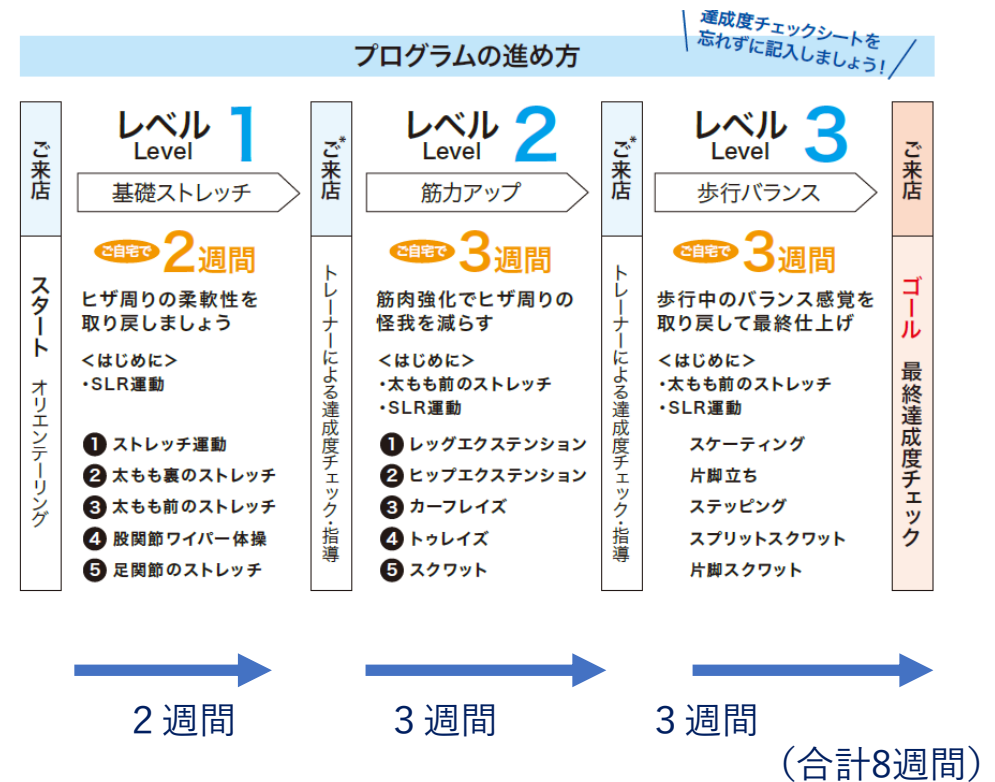 達成度チェックシートを
忘れずに記入しましょう!
プログラムの進め方
ご来店
スタート オリエンテーリング
レベル 1
Level
基礎ストレッチ
ご自宅で 2週間
ヒザ周りの柔軟性を
取り戻しましょう
<はじめに>
・SLR運動
1 ストレッチ運動
2 太もも裏のストレッチ
3 太もも前のストレッチ
4 股関節ワイパー体操
5 足関節のストレッチ
ご来店*
トレーナーによる達成度チェック・指導
レベル 2
Level
筋力アップ
ご自宅で 3週間
筋肉強化でヒザ周りの
怪我を減らす
<はじめに>
・太もも前のストレッチ
・SLR運動
1 レッグエクステンション
2 ヒップエクステンション
3 カーフレイズ
4 トゥレイズ
5 スクワット
ご来店*
トレーナーによる達成度チェック・指導
レベル 3
Level
歩行バランス
ご自宅で 3週間
歩行中のバランス感覚を
取り戻して最終仕上げ
<はじめに>
・太もも前のストレッチ
・SLR運動
スケーティング
片脚立ち
ステッピング
スプリットスクワット
片脚スクワット
ご来店
ゴール 最終達成度チェック
2週間
3週間
3週間
(合計8週間)